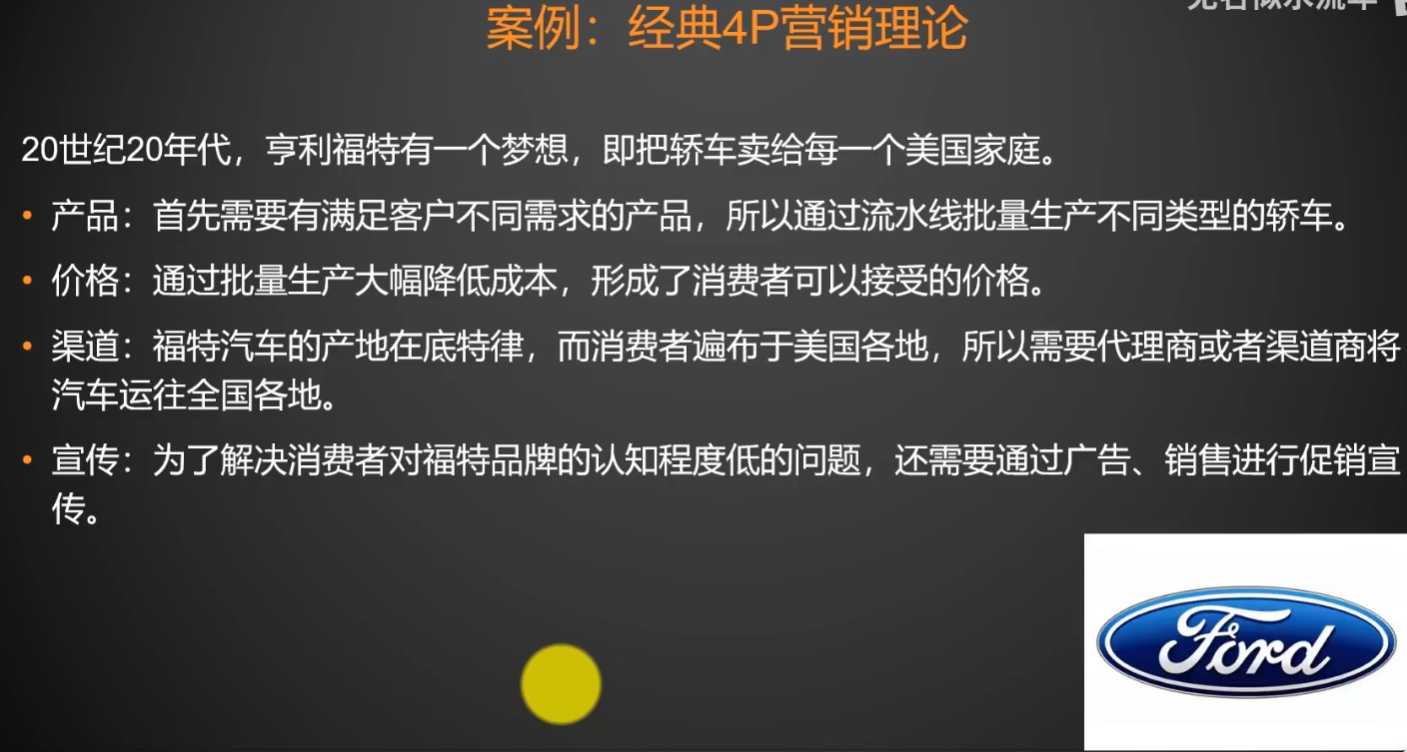 案例：经典4P营销理论
20世纪20年代，亨利福特有一个梦想，即把轿车卖给每一个美国家庭。
• 产品：首先需要有满足客户不同需求的产品，所以通过流水线批量生产不同类型的轿车。
• 价格：通过批量生产大幅降低成本，形成了消费者可以接受的价格。
• 渠道：福特汽车的产地在底特律，而消费者遍布于美国各地，所以需要代理商或者渠道商将
汽车运往全国各地。
• 宣传：为了解决消费者对福特品牌的认知程度低的问题，还需要通过广告、销售进行促销宣
传。
Ford